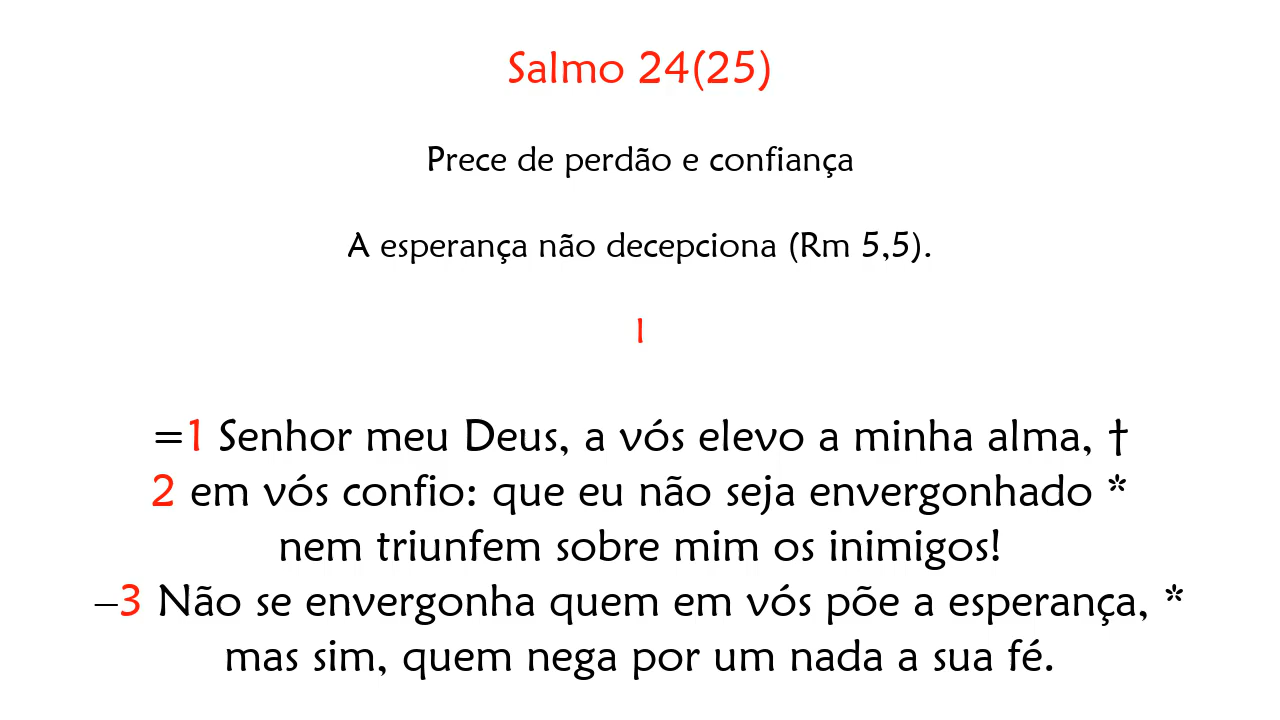 Salmo 24(25)
Prece de perdão e confiança
A esperança não decepciona (Rm 5,5).
I
=1 Senhor meu Deus, a vós elevo a minha alma, †
2 em vós confio: que eu não seja envergonhado *
nem triunfem sobre mim os inimigos!
–3 Não se envergonha quem em vós põe a esperança, *
mas sim, quem nega por um nada a sua fé.